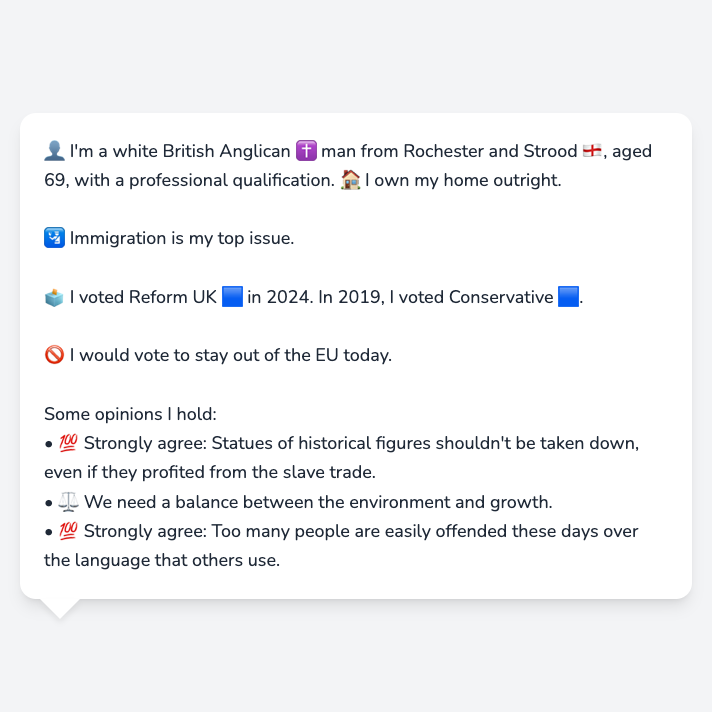 👤 I'm a white British Anglican ✝️ man from Rochester and Strood 🏴󠁧󠁢󠁥󠁮󠁧󠁿, aged
69, with a professional qualification. 🏠 I own my home outright.
🛂 Immigration is my top issue.
🗳️ I voted Reform UK 🟦 in 2024. In 2019, I voted Conservative 🟦.
🚫 I would vote to stay out of the EU today.
Some opinions I hold:
• 💯 Strongly agree: Statues of historical figures shouldn't be taken down,
even if they profited from the slave trade.
• ⚖️ We need a balance between the environment and growth.
• 💯 Strongly agree: Too many people are easily offended these days over
the language that others use.